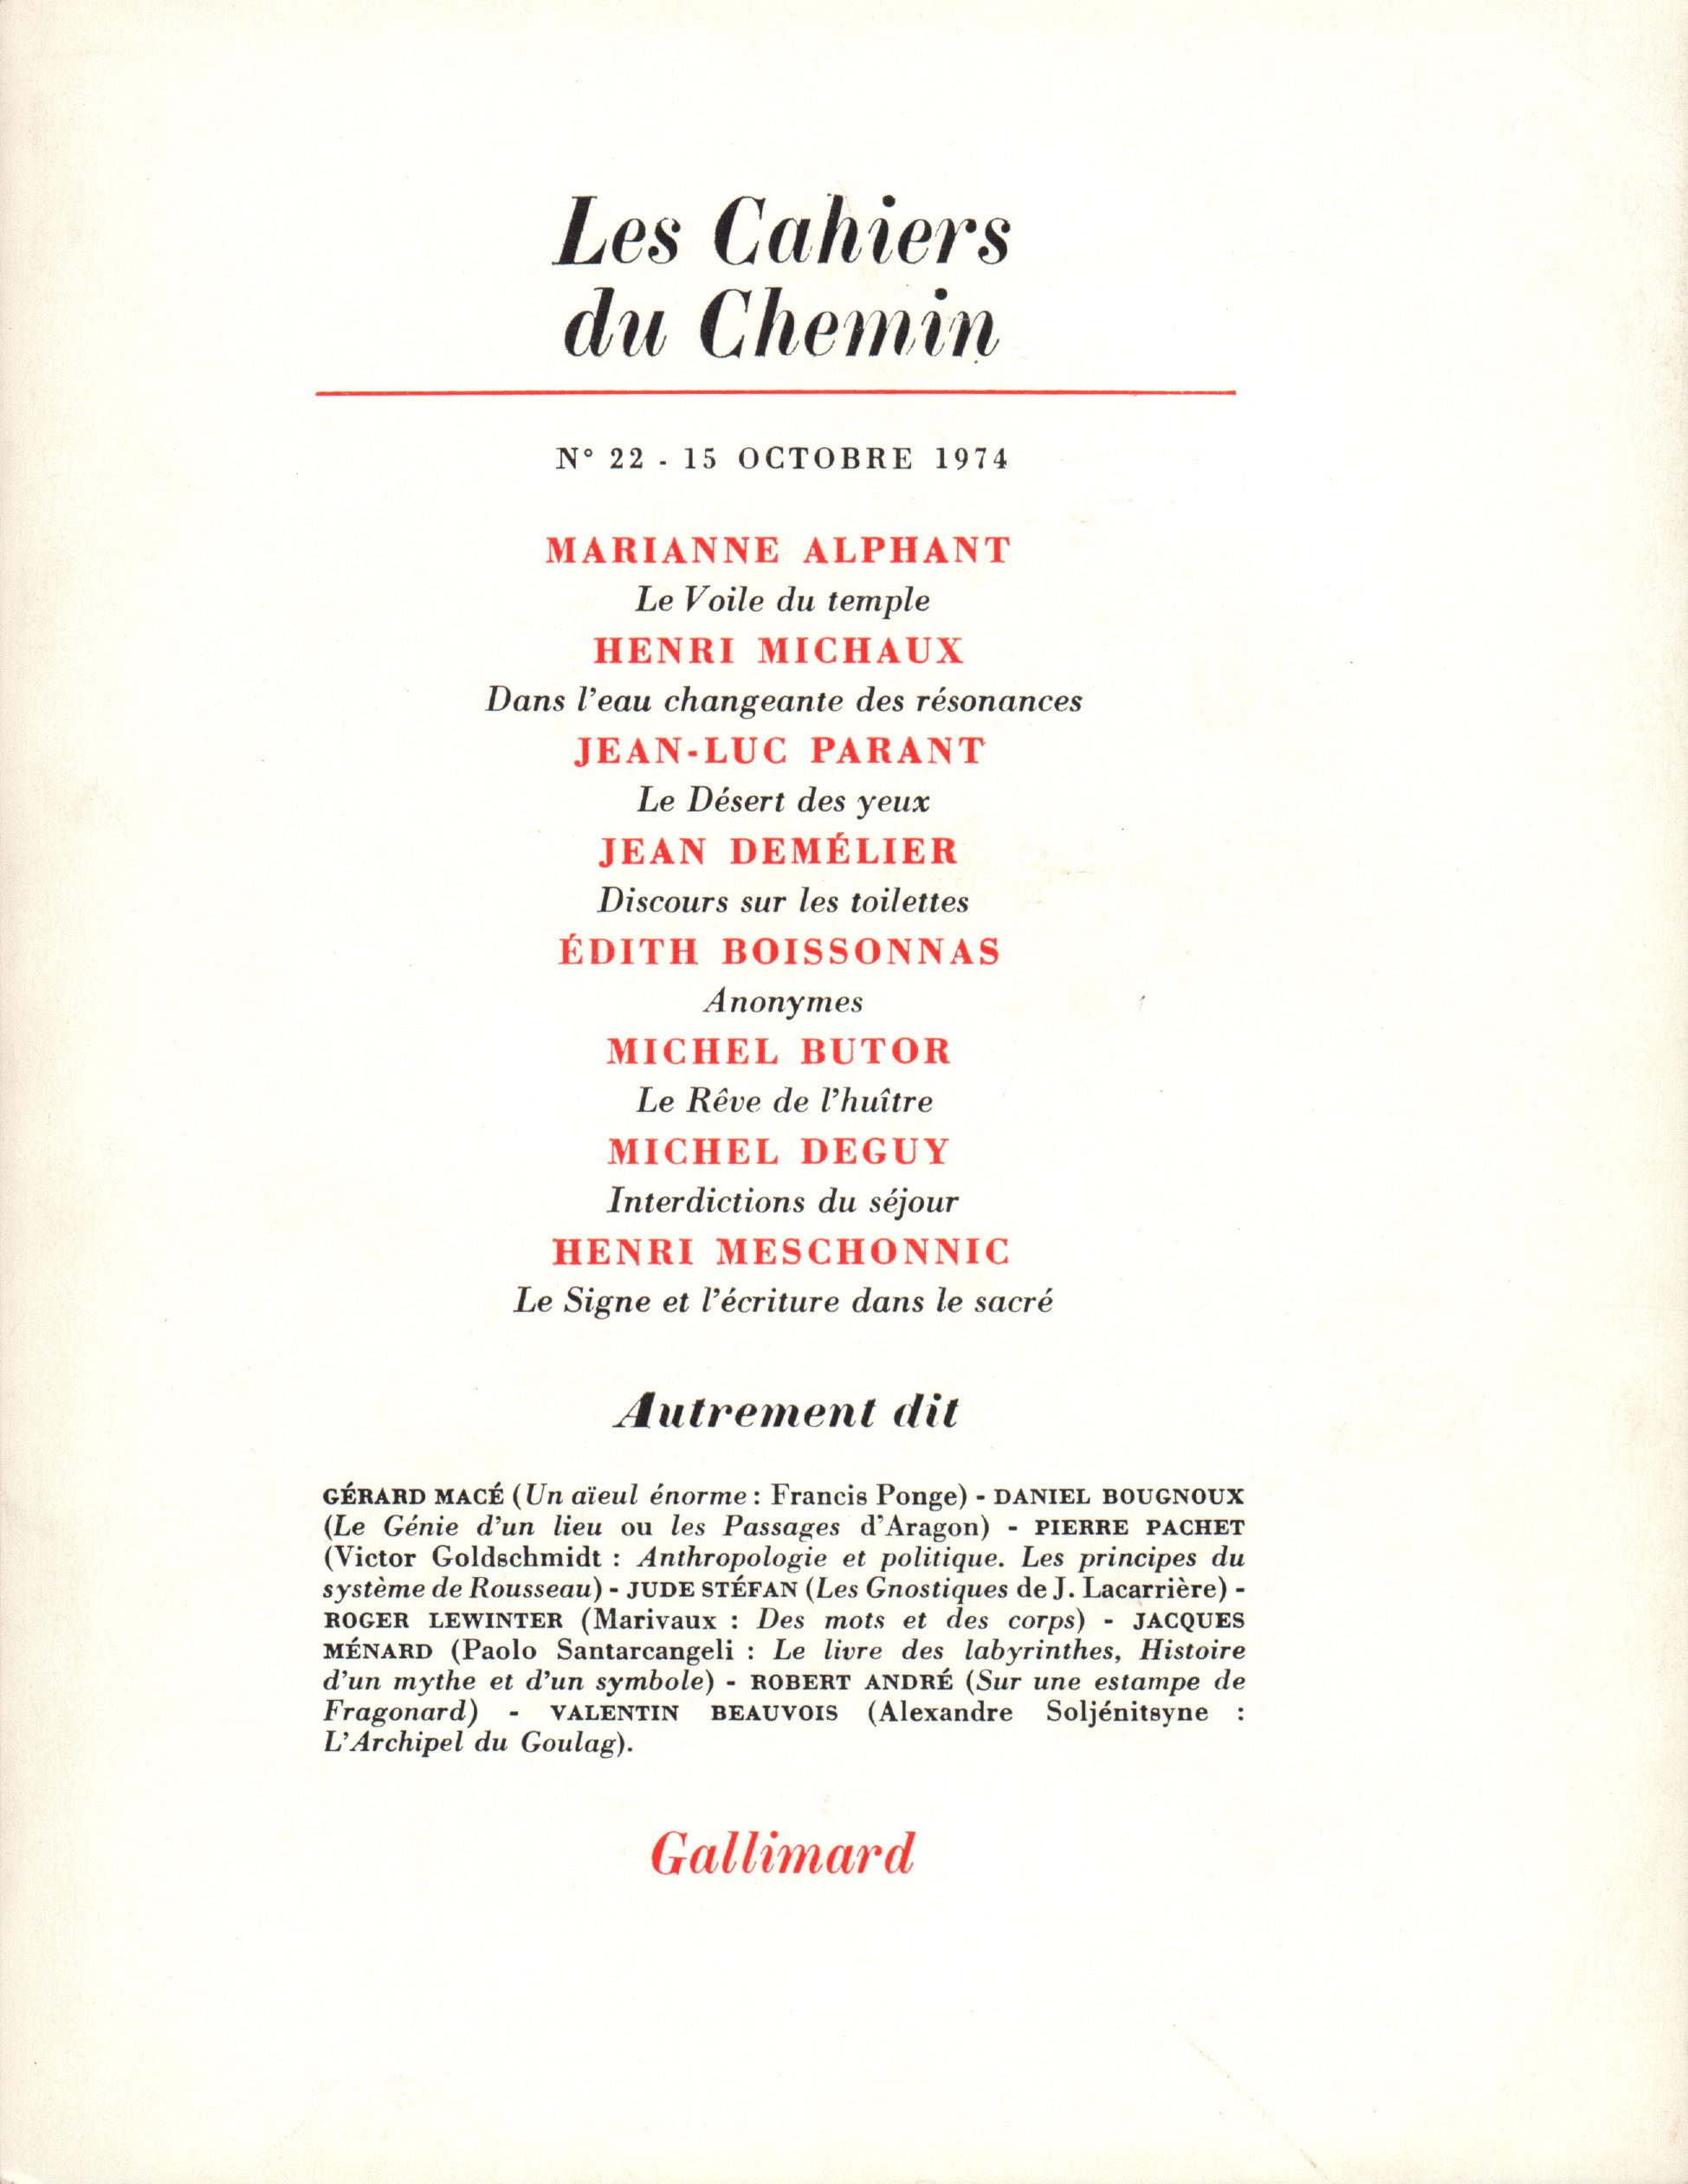 Les Cahiers
du Chemin
N° 22 - 15 OCTOBRE 1974
MARIANNE ALPHANT
Le Voile du temple
HENRI MICHAUX
Dans l'eau changeante des résonances
JEAN-LUC PARANT
Le Désert des yeux
JEAN DEMÉLIER
Discours sur les toilettes
ÉDITH BOISSONNAS
Anonymes
MICHEL BUTOR
Le Rêve de l'huître
MICHEL DEGUY
Interdictions du séjour
HENRI MESCHONNIC
Le Signe et l'écriture dans le sacré
Autrement dit
GÉRARD MACÉ (Un aïeul énorme : Francis Ponge) - DANIEL BOUGNOUX
(Le Génie d'un lieu ou les Passages d'Aragon) - PIERRE PACHET
(Victor Goldschmidt : Anthropologie et politique. Les principes du
système de Rousseau) - JUDE STÉFAN (Les Gnostiques de J. Lacarrière) -
ROGER LEWINTER (Marivaux : Des mots et des corps) - JACQUES
MÉNARD (Paolo Santarcangeli : Le livre des labyrinthes, Histoire
d'un mythe et d'un symbole) - ROBERT ANDRÉ (Sur une estampe de
Fragonard) - VALENTIN BEAUVOIS (Alexandre Soljénitsyne :
L'Archipel du Goulag).
Gallimard